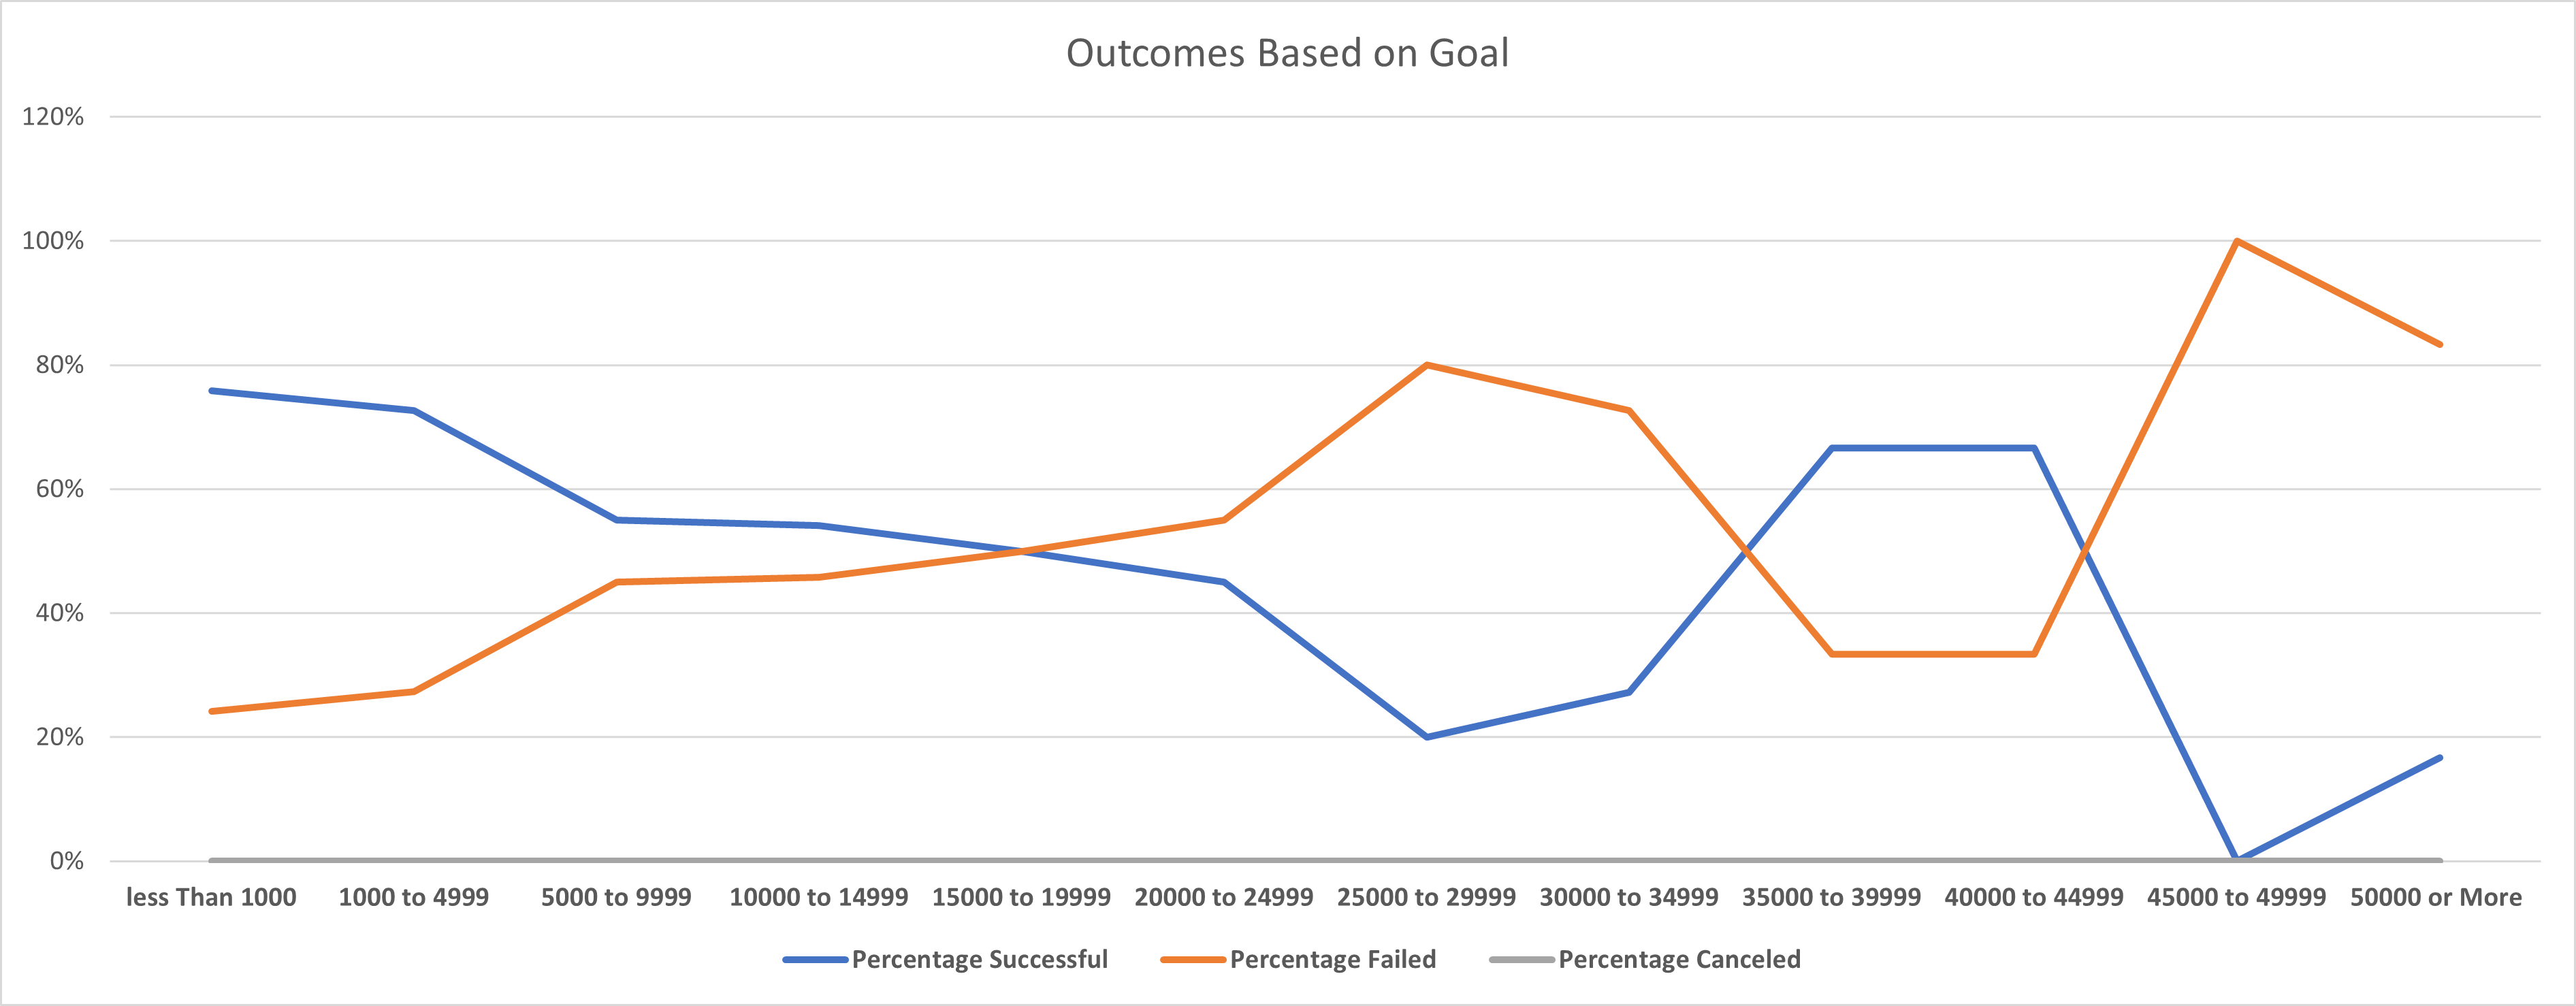 Outcomes Based on Goal
120%
100%
80%
60%
40%
20%
0%
less Than 1000 1000 to 4999 5000 to 9999 10000 to 14999 15000 to 19999 20000 to 24999 25000 to 29999 30000 to 34999 35000 to 39999 40000 to 44999 45000 to 49999 50000 or More
Percentage Successful Percentage Failed Percentage Canceled